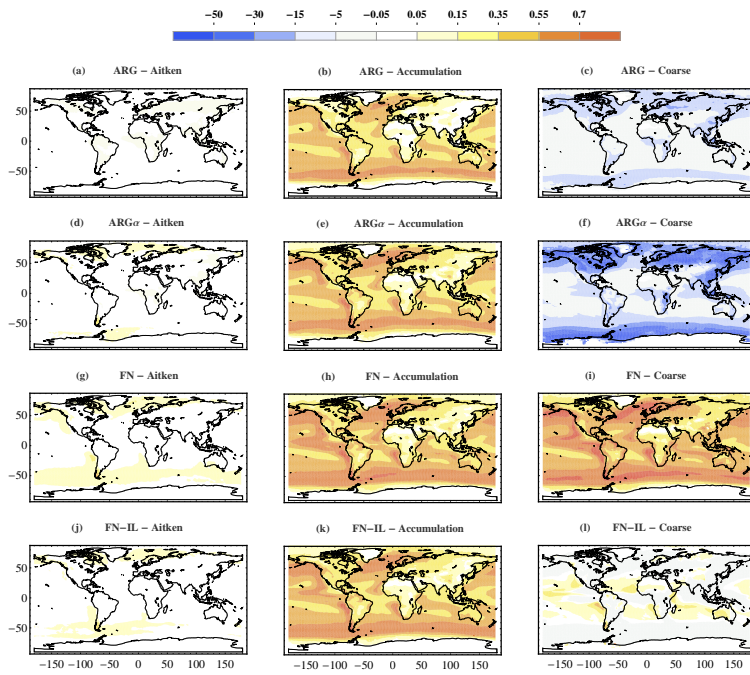 −50 −30 −15 −5 −0.05 0.05 0.15 0.35 0.55 0.7
(a) ARG − Aitken (b) ARG − Accumulation (c) ARG − Coarse
50
0
−50
(d) ARGα − Aitken (e) ARGα − Accumulation (f) ARGα − Coarse
50
0
−50
(g) FN − Aitken (h) FN − Accumulation (i) FN − Coarse
50
0
−50
(j) FN−IL − Aitken (k) FN−IL − Accumulation (l) FN−IL − Coarse
50
0
−50
−150 −100 −50 0 50 100 150 −150 −100 −50 0 50 100 150 −150 −100 −50 0 50 100 150